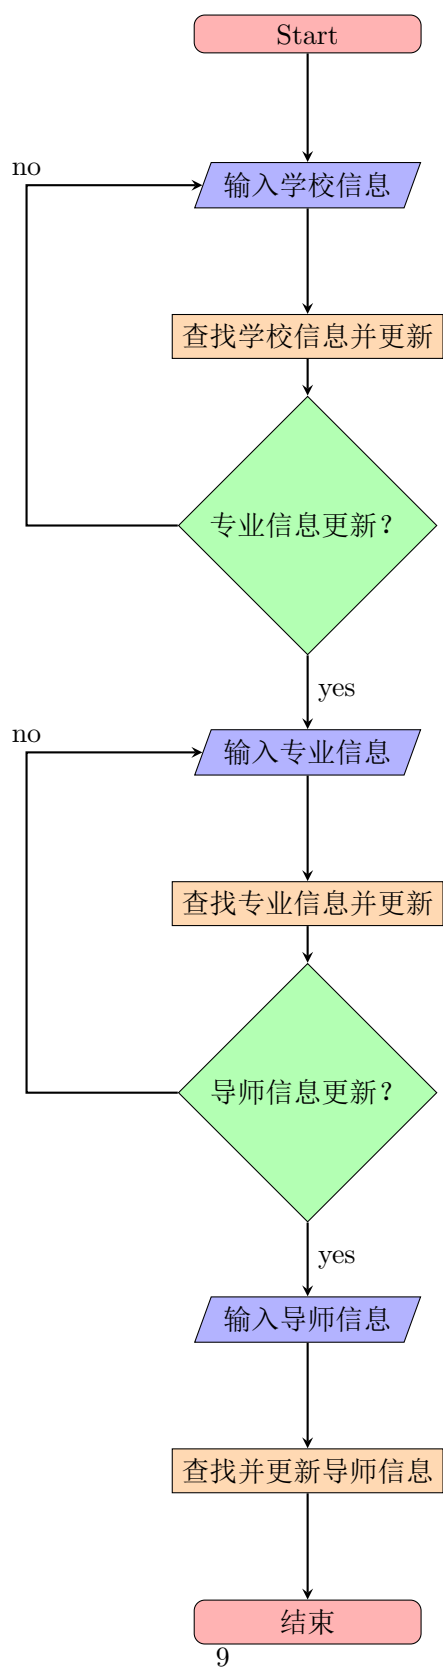 Start
no
输入学校信息
查找学校信息并更新
专业信息更新？
yes
no
输入专业信息
查找专业信息并更新
导师信息更新？
yes
输入导师信息
查找并更新导师信息
结束
9